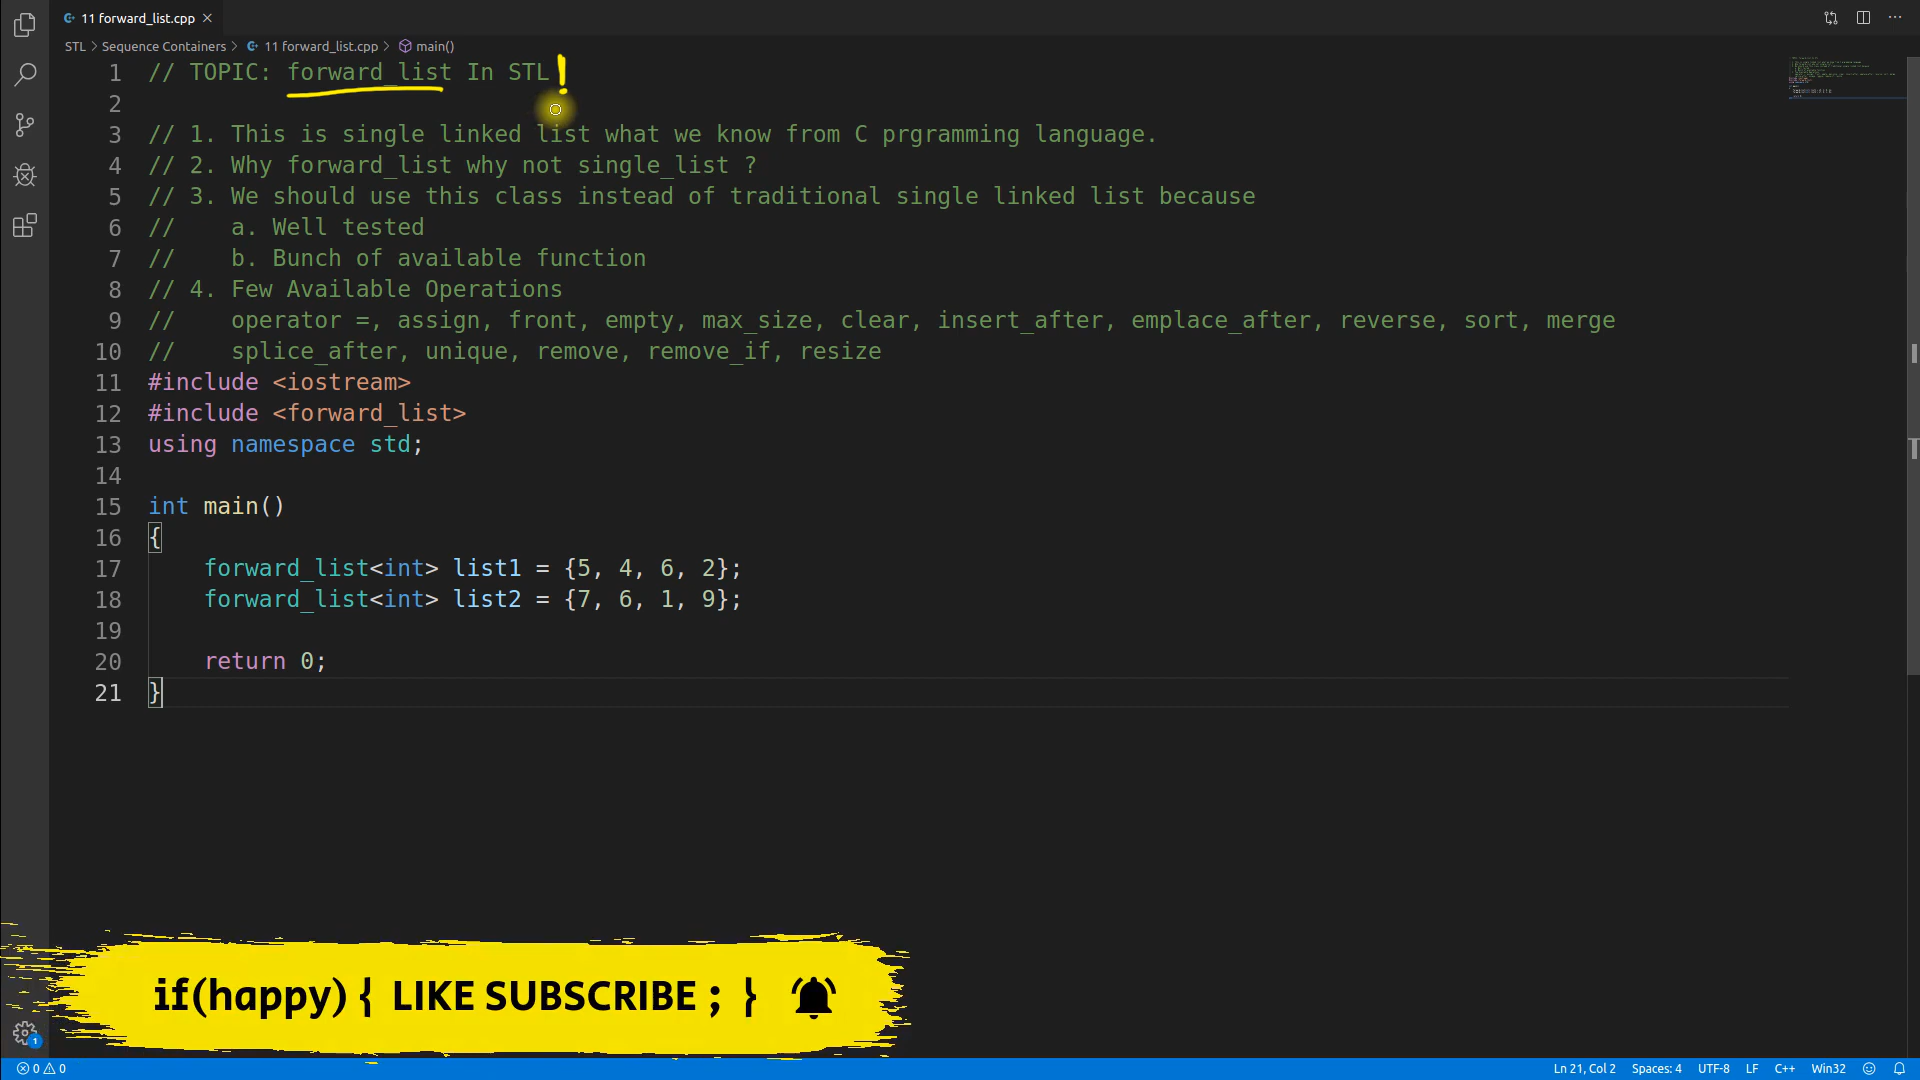 11 forward_list.cpp ×
STL > Sequence Containers > 11 forward_list.cpp > main()
1 // TOPIC: forward_list In STL!
2
3 // 1. This is single linked list what we know from C prgramming language.
4 // 2. Why forward_list why not single_list ?
5 // 3. We should use this class instead of traditional single linked list because
6 //    a. Well tested
7 //    b. Bunch of available function
8 // 4. Few Available Operations
9 //    operator =, assign, front, empty, max_size, clear, insert_after, emplace_after, reverse, sort, merge
10 //    splice_after, unique, remove, remove_if, resize
11 #include <iostream>
12 #include <forward_list>
13 using namespace std;
14
15 int main()
16 {
17     forward_list<int> list1 = {5, 4, 6, 2};
18     forward_list<int> list2 = {7, 6, 1, 9};
19
20     return 0;
21 }
if(happy) { LIKE SUBSCRIBE ; }
1
0 0 Ln 21, Col 2 Spaces: 4 UTF-8 LF C++ Win32